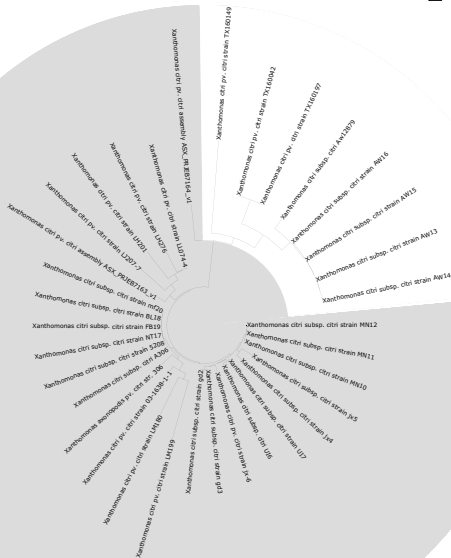 Xanthomonas citri pv. citri strain TX160149
Xanthomonas citri pv. citri strain TX160042
Xanthomonas citri pv. citri strain TX160197
Xanthomonas citri subsp. citri AW12879
Xanthomonas citri subsp. citri strain AW16
Xanthomonas citri subsp. citri strain AW15
Xanthomonas citri subsp. citri strain AW13
Xanthomonas citri subsp. citri strain AW14
Xanthomonas citri subsp. citri strain MN12
Xanthomonas citri subsp. citri strain MN11
Xanthomonas citri subsp. citri strain MN10
Xanthomonas citri subsp. citri strain jx5
Xanthomonas citri subsp. citri strain jx4
Xanthomonas citri subsp. citri strain UI7
Xanthomonas citri subsp. citri UI6
Xanthomonas citri pv. citri strain jx-6
Xanthomonas citri subsp. citri strain gd3
Xanthomonas citri subsp. citri strain gd2
Xanthomonas citri pv. citri strain LM199
Xanthomonas citri pv. citri strain LM180
Xanthomonas citri pv. citri strain 03-1638-1-1
Xanthomonas axonopodis pv. citri str. 306
Xanthomonas citri subsp. citri A306
Xanthomonas citri subsp. citri strain 5208
Xanthomonas citri subsp. citri strain NT17
Xanthomonas citri subsp. citri strain FB19
Xanthomonas citri subsp. citri strain BL18
Xanthomonas citri subsp. citri strain mf20
Xanthomonas citri pv. citri assembly ASX_PRJEB7163_v1
Xanthomonas citri pv. citri strain LJ207-7
Xanthomonas citri pv. citri strain LH201
Xanthomonas citri pv. citri strain LH276
Xanthomonas citri pv. citri strain LL074-4
Xanthomonas citri pv. citri assembly ASX_PRJEB7164_v1